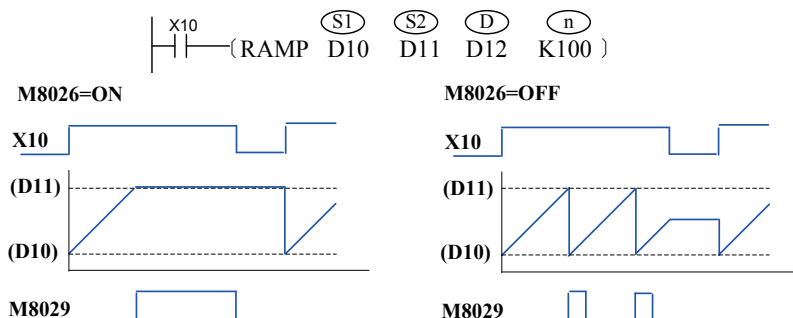 X10
S1 S2 D n
RAMP D10 D11 D12 K100
M8026=ON
M8026=OFF
X10
X10
(D11)
(D11)
(D10)
(D10)
M8029
M8029